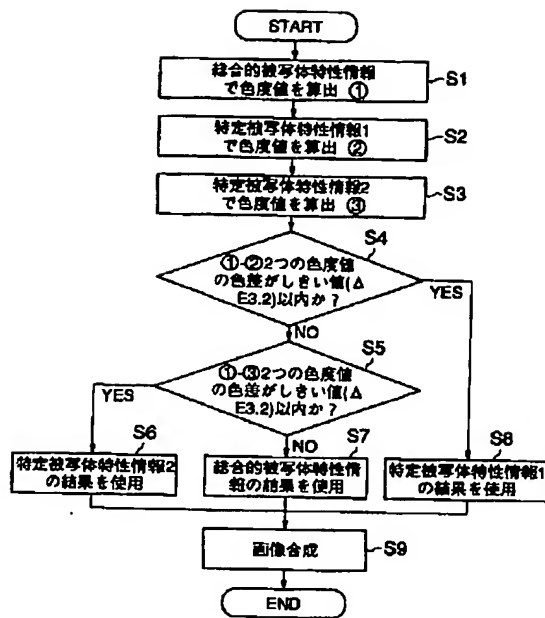 START
総合的被写体特性情報
で色度値を算出 ①
S1
特定被写体特性情報1
で色度値を算出 ②
S2
特定被写体特性情報2
で色度値を算出 ③
S3
S4
①-②2つの色度値
の色差がしきい値(Δ
E3.2)以内か?
YES
NO
S5
①-③2つの色度値
の色差がしきい値(Δ
E3.2)以内か?
YES
NO
S6
特定被写体特性情報2
の結果を使用
S7
総合的被写体特性情
報の結果を使用
S8
特定被写体特性情報1
の結果を使用
画像合成
S9
END